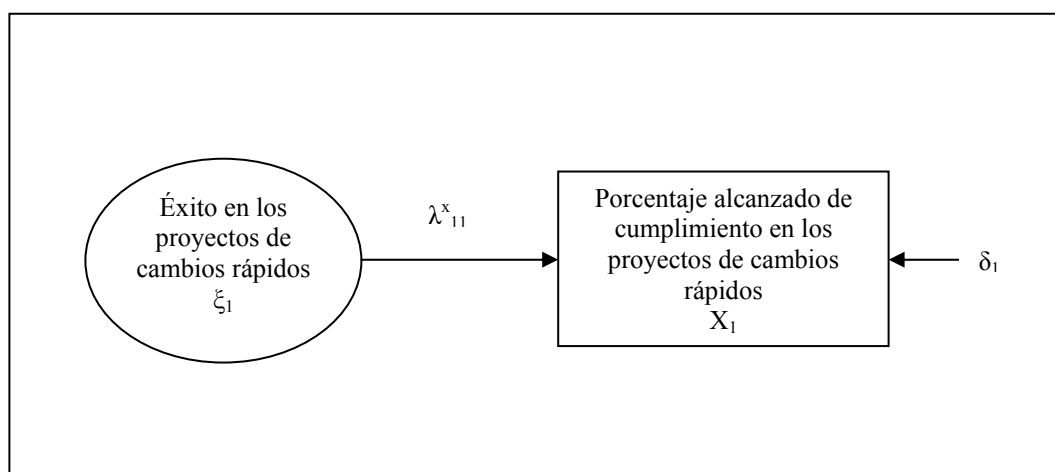 Éxito en los
proyectos de
cambios rápidos
ξ₁
λˣ₁₁
Porcentaje alcanzado de
cumplimiento en los
proyectos de cambios
rápidos
X₁
δ₁